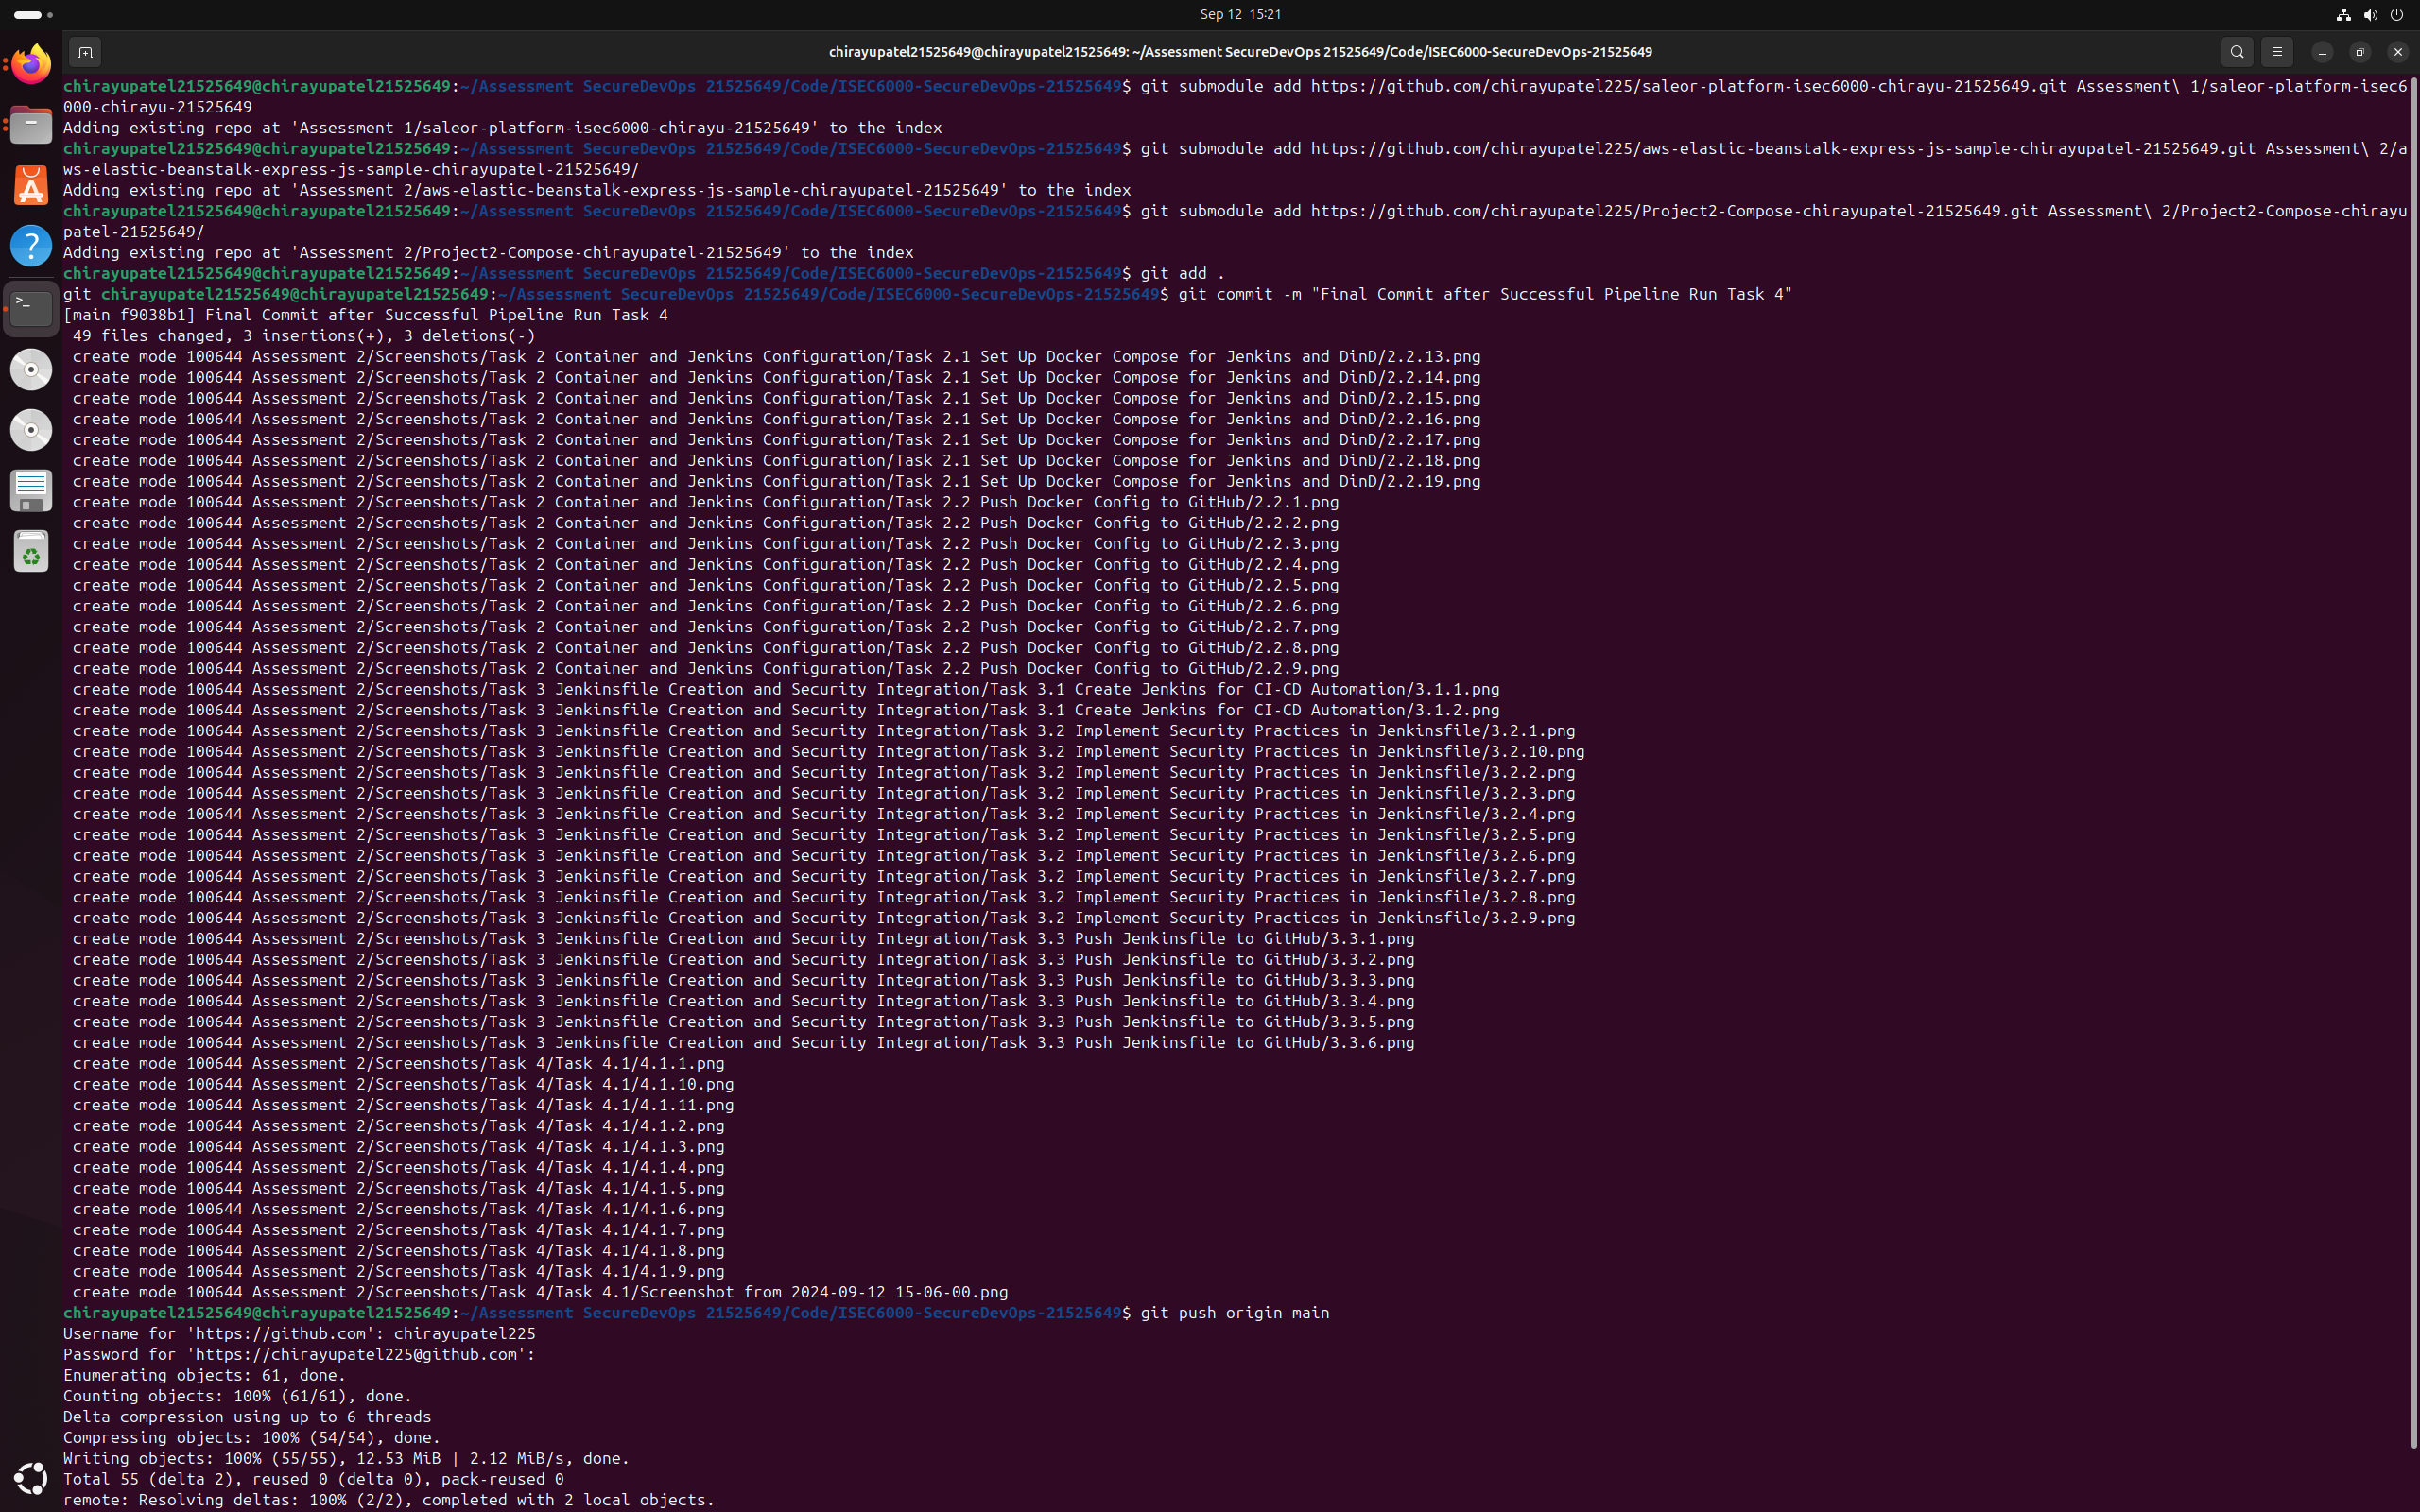 Sep 12 15:21
chirayupatel21525649@chirayupatel21525649: ~/Assessment SecureDevOps 21525649/Code/ISEC6000-SecureDevOps-21525649
chirayupatel21525649@chirayupatel21525649:~/Assessment SecureDevOps 21525649/Code/ISEC6000-SecureDevOps-21525649$ git submodule add https://github.com/chirayupatel225/saleor-platform-isec6000-chirayu-21525649.git Assessment\ 1/saleor-platform-isec6
000-chirayu-21525649
Adding existing repo at 'Assessment 1/saleor-platform-isec6000-chirayu-21525649' to the index
chirayupatel21525649@chirayupatel21525649:~/Assessment SecureDevOps 21525649/Code/ISEC6000-SecureDevOps-21525649$ git submodule add https://github.com/chirayupatel225/aws-elastic-beanstalk-express-js-sample-chirayupatel-21525649.git Assessment\ 2/a
ws-elastic-beanstalk-express-js-sample-chirayupatel-21525649/
Adding existing repo at 'Assessment 2/aws-elastic-beanstalk-express-js-sample-chirayupatel-21525649' to the index
chirayupatel21525649@chirayupatel21525649:~/Assessment SecureDevOps 21525649/Code/ISEC6000-SecureDevOps-21525649$ git submodule add https://github.com/chirayupatel225/Project2-Compose-chirayupatel-21525649.git Assessment\ 2/Project2-Compose-chirayu
patel-21525649/
Adding existing repo at 'Assessment 2/Project2-Compose-chirayupatel-21525649' to the index
chirayupatel21525649@chirayupatel21525649:~/Assessment SecureDevOps 21525649/Code/ISEC6000-SecureDevOps-21525649$ git add .
git chirayupatel21525649@chirayupatel21525649:~/Assessment SecureDevOps 21525649/Code/ISEC6000-SecureDevOps-21525649$ git commit -m "Final Commit after Successful Pipeline Run Task 4"
[main f9038b1] Final Commit after Successful Pipeline Run Task 4
 49 files changed, 3 insertions(+), 3 deletions(-)
 create mode 100644 Assessment 2/Screenshots/Task 2 Container and Jenkins Configuration/Task 2.1 Set Up Docker Compose for Jenkins and DinD/2.2.13.png
 create mode 100644 Assessment 2/Screenshots/Task 2 Container and Jenkins Configuration/Task 2.1 Set Up Docker Compose for Jenkins and DinD/2.2.14.png
 create mode 100644 Assessment 2/Screenshots/Task 2 Container and Jenkins Configuration/Task 2.1 Set Up Docker Compose for Jenkins and DinD/2.2.15.png
 create mode 100644 Assessment 2/Screenshots/Task 2 Container and Jenkins Configuration/Task 2.1 Set Up Docker Compose for Jenkins and DinD/2.2.16.png
 create mode 100644 Assessment 2/Screenshots/Task 2 Container and Jenkins Configuration/Task 2.1 Set Up Docker Compose for Jenkins and DinD/2.2.17.png
 create mode 100644 Assessment 2/Screenshots/Task 2 Container and Jenkins Configuration/Task 2.1 Set Up Docker Compose for Jenkins and DinD/2.2.18.png
 create mode 100644 Assessment 2/Screenshots/Task 2 Container and Jenkins Configuration/Task 2.1 Set Up Docker Compose for Jenkins and DinD/2.2.19.png
 create mode 100644 Assessment 2/Screenshots/Task 2 Container and Jenkins Configuration/Task 2.2 Push Docker Config to GitHub/2.2.1.png
 create mode 100644 Assessment 2/Screenshots/Task 2 Container and Jenkins Configuration/Task 2.2 Push Docker Config to GitHub/2.2.2.png
 create mode 100644 Assessment 2/Screenshots/Task 2 Container and Jenkins Configuration/Task 2.2 Push Docker Config to GitHub/2.2.3.png
 create mode 100644 Assessment 2/Screenshots/Task 2 Container and Jenkins Configuration/Task 2.2 Push Docker Config to GitHub/2.2.4.png
 create mode 100644 Assessment 2/Screenshots/Task 2 Container and Jenkins Configuration/Task 2.2 Push Docker Config to GitHub/2.2.5.png
 create mode 100644 Assessment 2/Screenshots/Task 2 Container and Jenkins Configuration/Task 2.2 Push Docker Config to GitHub/2.2.6.png
 create mode 100644 Assessment 2/Screenshots/Task 2 Container and Jenkins Configuration/Task 2.2 Push Docker Config to GitHub/2.2.7.png
 create mode 100644 Assessment 2/Screenshots/Task 2 Container and Jenkins Configuration/Task 2.2 Push Docker Config to GitHub/2.2.8.png
 create mode 100644 Assessment 2/Screenshots/Task 2 Container and Jenkins Configuration/Task 2.2 Push Docker Config to GitHub/2.2.9.png
 create mode 100644 Assessment 2/Screenshots/Task 3 Jenkinsfile Creation and Security Integration/Task 3.1 Create Jenkins for CI-CD Automation/3.1.1.png
 create mode 100644 Assessment 2/Screenshots/Task 3 Jenkinsfile Creation and Security Integration/Task 3.1 Create Jenkins for CI-CD Automation/3.1.2.png
 create mode 100644 Assessment 2/Screenshots/Task 3 Jenkinsfile Creation and Security Integration/Task 3.2 Implement Security Practices in Jenkinsfile/3.2.1.png
 create mode 100644 Assessment 2/Screenshots/Task 3 Jenkinsfile Creation and Security Integration/Task 3.2 Implement Security Practices in Jenkinsfile/3.2.10.png
 create mode 100644 Assessment 2/Screenshots/Task 3 Jenkinsfile Creation and Security Integration/Task 3.2 Implement Security Practices in Jenkinsfile/3.2.2.png
 create mode 100644 Assessment 2/Screenshots/Task 3 Jenkinsfile Creation and Security Integration/Task 3.2 Implement Security Practices in Jenkinsfile/3.2.3.png
 create mode 100644 Assessment 2/Screenshots/Task 3 Jenkinsfile Creation and Security Integration/Task 3.2 Implement Security Practices in Jenkinsfile/3.2.4.png
 create mode 100644 Assessment 2/Screenshots/Task 3 Jenkinsfile Creation and Security Integration/Task 3.2 Implement Security Practices in Jenkinsfile/3.2.5.png
 create mode 100644 Assessment 2/Screenshots/Task 3 Jenkinsfile Creation and Security Integration/Task 3.2 Implement Security Practices in Jenkinsfile/3.2.6.png
 create mode 100644 Assessment 2/Screenshots/Task 3 Jenkinsfile Creation and Security Integration/Task 3.2 Implement Security Practices in Jenkinsfile/3.2.7.png
 create mode 100644 Assessment 2/Screenshots/Task 3 Jenkinsfile Creation and Security Integration/Task 3.2 Implement Security Practices in Jenkinsfile/3.2.8.png
 create mode 100644 Assessment 2/Screenshots/Task 3 Jenkinsfile Creation and Security Integration/Task 3.2 Implement Security Practices in Jenkinsfile/3.2.9.png
 create mode 100644 Assessment 2/Screenshots/Task 3 Jenkinsfile Creation and Security Integration/Task 3.3 Push Jenkinsfile to GitHub/3.3.1.png
 create mode 100644 Assessment 2/Screenshots/Task 3 Jenkinsfile Creation and Security Integration/Task 3.3 Push Jenkinsfile to GitHub/3.3.2.png
 create mode 100644 Assessment 2/Screenshots/Task 3 Jenkinsfile Creation and Security Integration/Task 3.3 Push Jenkinsfile to GitHub/3.3.3.png
 create mode 100644 Assessment 2/Screenshots/Task 3 Jenkinsfile Creation and Security Integration/Task 3.3 Push Jenkinsfile to GitHub/3.3.4.png
 create mode 100644 Assessment 2/Screenshots/Task 3 Jenkinsfile Creation and Security Integration/Task 3.3 Push Jenkinsfile to GitHub/3.3.5.png
 create mode 100644 Assessment 2/Screenshots/Task 3 Jenkinsfile Creation and Security Integration/Task 3.3 Push Jenkinsfile to GitHub/3.3.6.png
 create mode 100644 Assessment 2/Screenshots/Task 4/Task 4.1/4.1.1.png
 create mode 100644 Assessment 2/Screenshots/Task 4/Task 4.1/4.1.10.png
 create mode 100644 Assessment 2/Screenshots/Task 4/Task 4.1/4.1.11.png
 create mode 100644 Assessment 2/Screenshots/Task 4/Task 4.1/4.1.2.png
 create mode 100644 Assessment 2/Screenshots/Task 4/Task 4.1/4.1.3.png
 create mode 100644 Assessment 2/Screenshots/Task 4/Task 4.1/4.1.4.png
 create mode 100644 Assessment 2/Screenshots/Task 4/Task 4.1/4.1.5.png
 create mode 100644 Assessment 2/Screenshots/Task 4/Task 4.1/4.1.6.png
 create mode 100644 Assessment 2/Screenshots/Task 4/Task 4.1/4.1.7.png
 create mode 100644 Assessment 2/Screenshots/Task 4/Task 4.1/4.1.8.png
 create mode 100644 Assessment 2/Screenshots/Task 4/Task 4.1/4.1.9.png
 create mode 100644 Assessment 2/Screenshots/Task 4/Task 4.1/Screenshot from 2024-09-12 15-06-00.png
chirayupatel21525649@chirayupatel21525649:~/Assessment SecureDevOps 21525649/Code/ISEC6000-SecureDevOps-21525649$ git push origin main
Username for 'https://github.com': chirayupatel225
Password for 'https://chirayupatel225@github.com':
Enumerating objects: 61, done.
Counting objects: 100% (61/61), done.
Delta compression using up to 6 threads
Compressing objects: 100% (54/54), done.
Writing objects: 100% (55/55), 12.53 MiB | 2.12 MiB/s, done.
Total 55 (delta 2), reused 0 (delta 0), pack-reused 0
remote: Resolving deltas: 100% (2/2), completed with 2 local objects.